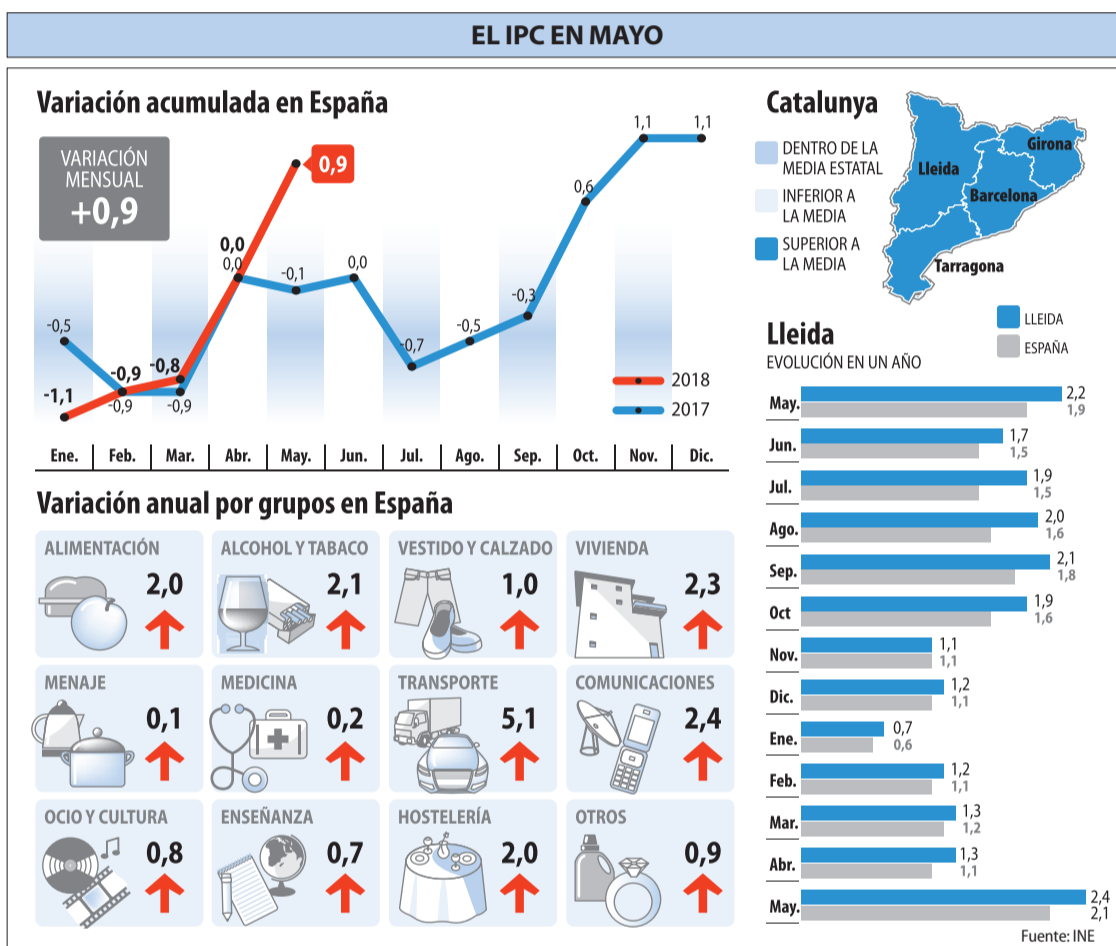 EL IPC EN MAYO
Variación acumulada en España
VARIACIÓN
MENSUAL
+0,9
0,9
1,1
1,1
0,6
0,0
0,0
-0,1
0,0
-0,3
-0,5
-0,5
-0,7
-0,9
-0,8
-1,1
-0,9
-0,9
2018
2017
Ene.
Feb.
Mar.
Abr.
May.
Jun.
Jul.
Ago.
Sep.
Oct.
Nov.
Dic.
Variación anual por grupos en España
ALIMENTACIÓN
2,0
ALCOHOL Y TABACO
2,1
VESTIDO Y CALZADO
1,0
VIVIENDA
2,3
MENAJE
0,1
MEDICINA
0,2
TRANSPORTE
5,1
COMUNICACIONES
2,4
OCIO Y CULTURA
0,8
ENSEÑANZA
0,7
HOSTELERÍA
2,0
OTROS
0,9
Catalunya
DENTRO DE LA
MEDIA ESTATAL
INFERIOR A
LA MEDIA
SUPERIOR A
LA MEDIA
Lleida
Girona
Barcelona
Tarragona
Lleida
EVOLUCIÓN EN UN AÑO
LLEIDA
ESPAÑA
May.
2,2
1,9
Jun.
1,7
1,5
Jul.
1,9
1,5
Ago.
2,0
1,6
Sep.
2,1
1,8
Oct
1,9
1,6
Nov.
1,1
1,1
Dic.
1,2
1,1
Ene.
0,7
0,6
Feb.
1,2
1,1
Mar.
1,3
1,2
Abr.
1,3
1,1
May.
2,4
2,1
Fuente: INE